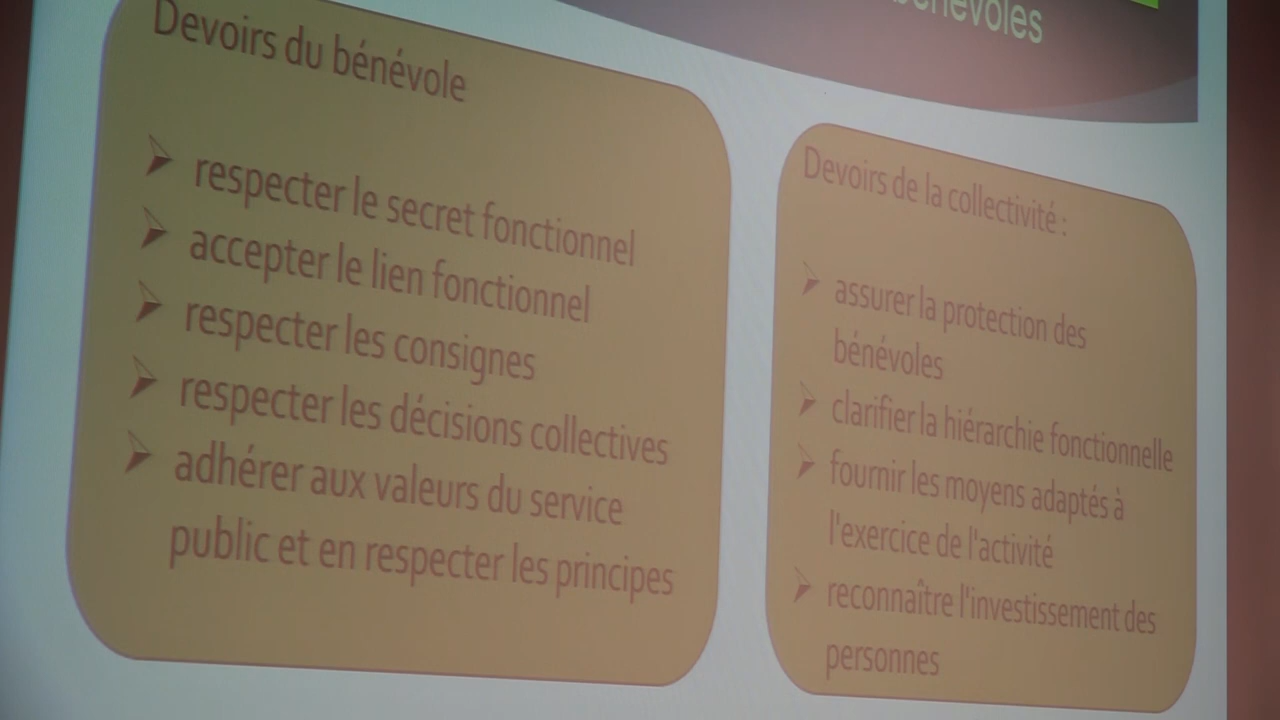 bénévoles
Devoirs du bénévole
respecter le secret fonctionnel
accepter le lien fonctionnel
respecter les consignes
respecter les décisions collectives
adhérer aux valeurs du service
public et en respecter les principes
Devoirs de la collectivité :
assurer la protection des
bénévoles
clarifier la hiérarchie fonctionnelle
fournir les moyens adaptés à
l'exercice de l'activité
reconnaître l'investissement des
personnes